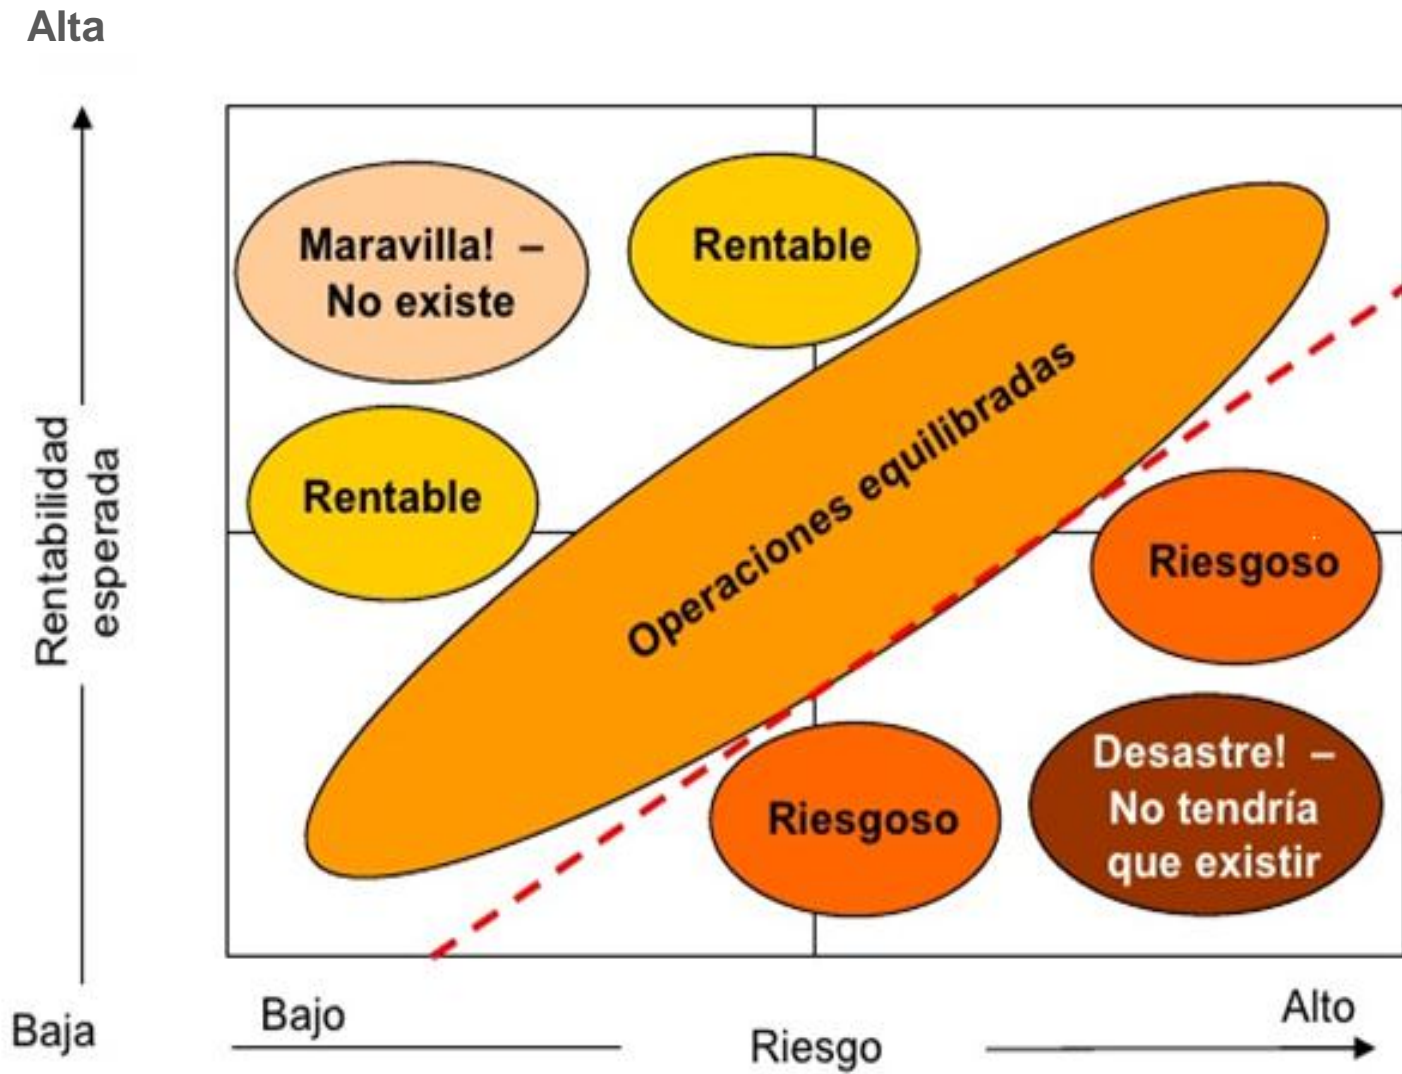 Alta
Maravilla! –
No existe
Rentable
Rentable
Operaciones equilibradas
Riesgoso
Riesgoso
Desastre! –
No tendría
que existir
Rentabilidad
esperada
Baja
Bajo
Riesgo
Alto